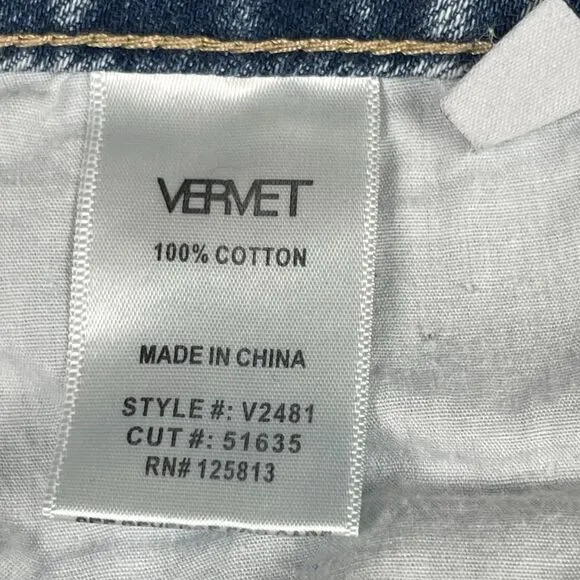 VERVET
100% COTTON
MADE IN CHINA
STYLE #: V2481
CUT #: 51635
RN# 125813